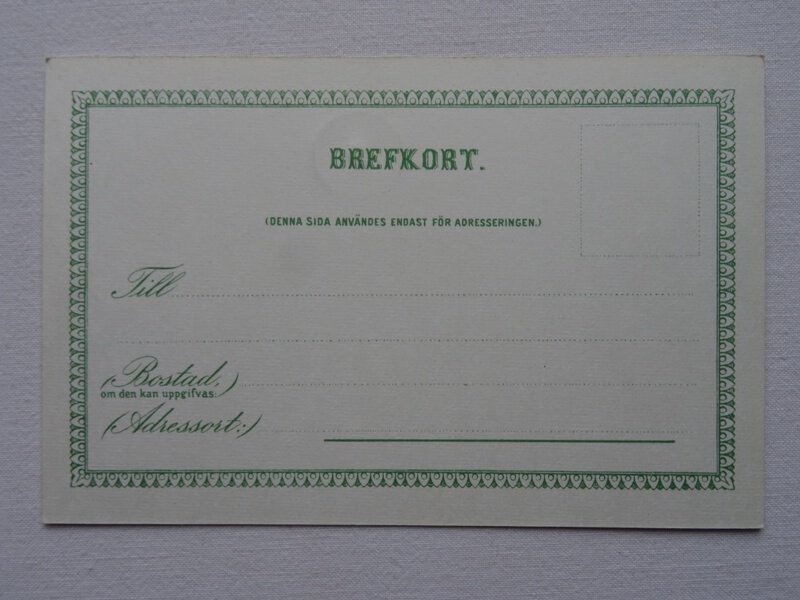 BREFKORT.
(DENNA SIDA ANVÄNDES ENDAST FÖR ADRESSERINGEN.)
Till
(Bostad,)
om den kan uppgifvas:
(Adressort:)